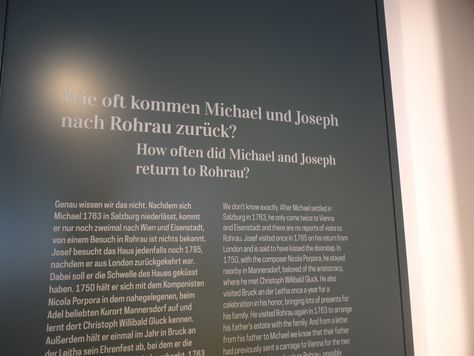 Wie oft kommen Michael und Joseph
nach Rohrau zurück?
How often did Michael and Joseph
return to Rohrau?
Genau wissen wir das nicht. Nachdem sich
Michael 1763 in Salzburg niederlässt, kommt
er nur noch zweimal nach Wien und Eisenstadt,
von einem Besuch in Rohrau ist nichts bekannt.
Josef besucht das Haus jedenfalls noch 1795,
nachdem er aus London zurückgekehrt war.
Dabei soll er die Schwelle des Haues geküsst
haben. 1750 hält er sich mit dem Komponisten
Nicola Porpora in dem nahegelegenen, beim
Adel beliebten Kurort Mannersdorf auf und
lernt dort Christoph Willibald Gluck kennen.
Außerdem hält er einmal im Jahr in Bruck an
der Leitha sein Ehrenfest ab, bei dem er die
We don't know exactly. After Michael settled in
Salzburg in 1763, he only came twice to Vienna
and Eisenstadt and there are no reports of visits to
Rohrau. Josef visited once in 1795 on his return from
London and is said to have kissed the doorstep. In
1750, with the composer Nicola Porpora, he stayed
nearby in Mannersdorf, beloved of the aristocracy,
where he met Christoph Willibald Gluck. He also
visited Bruck an der Leitha once a year for a
celebration in his honor, bringing lots of presents for
his family. He visited Rohrau again in 1763 to arrange
his father's estate with the family. And from a letter
from his father to Michael we know that their father
had previously sent a carriage to Vienna for the two
to Rohrau, possibly